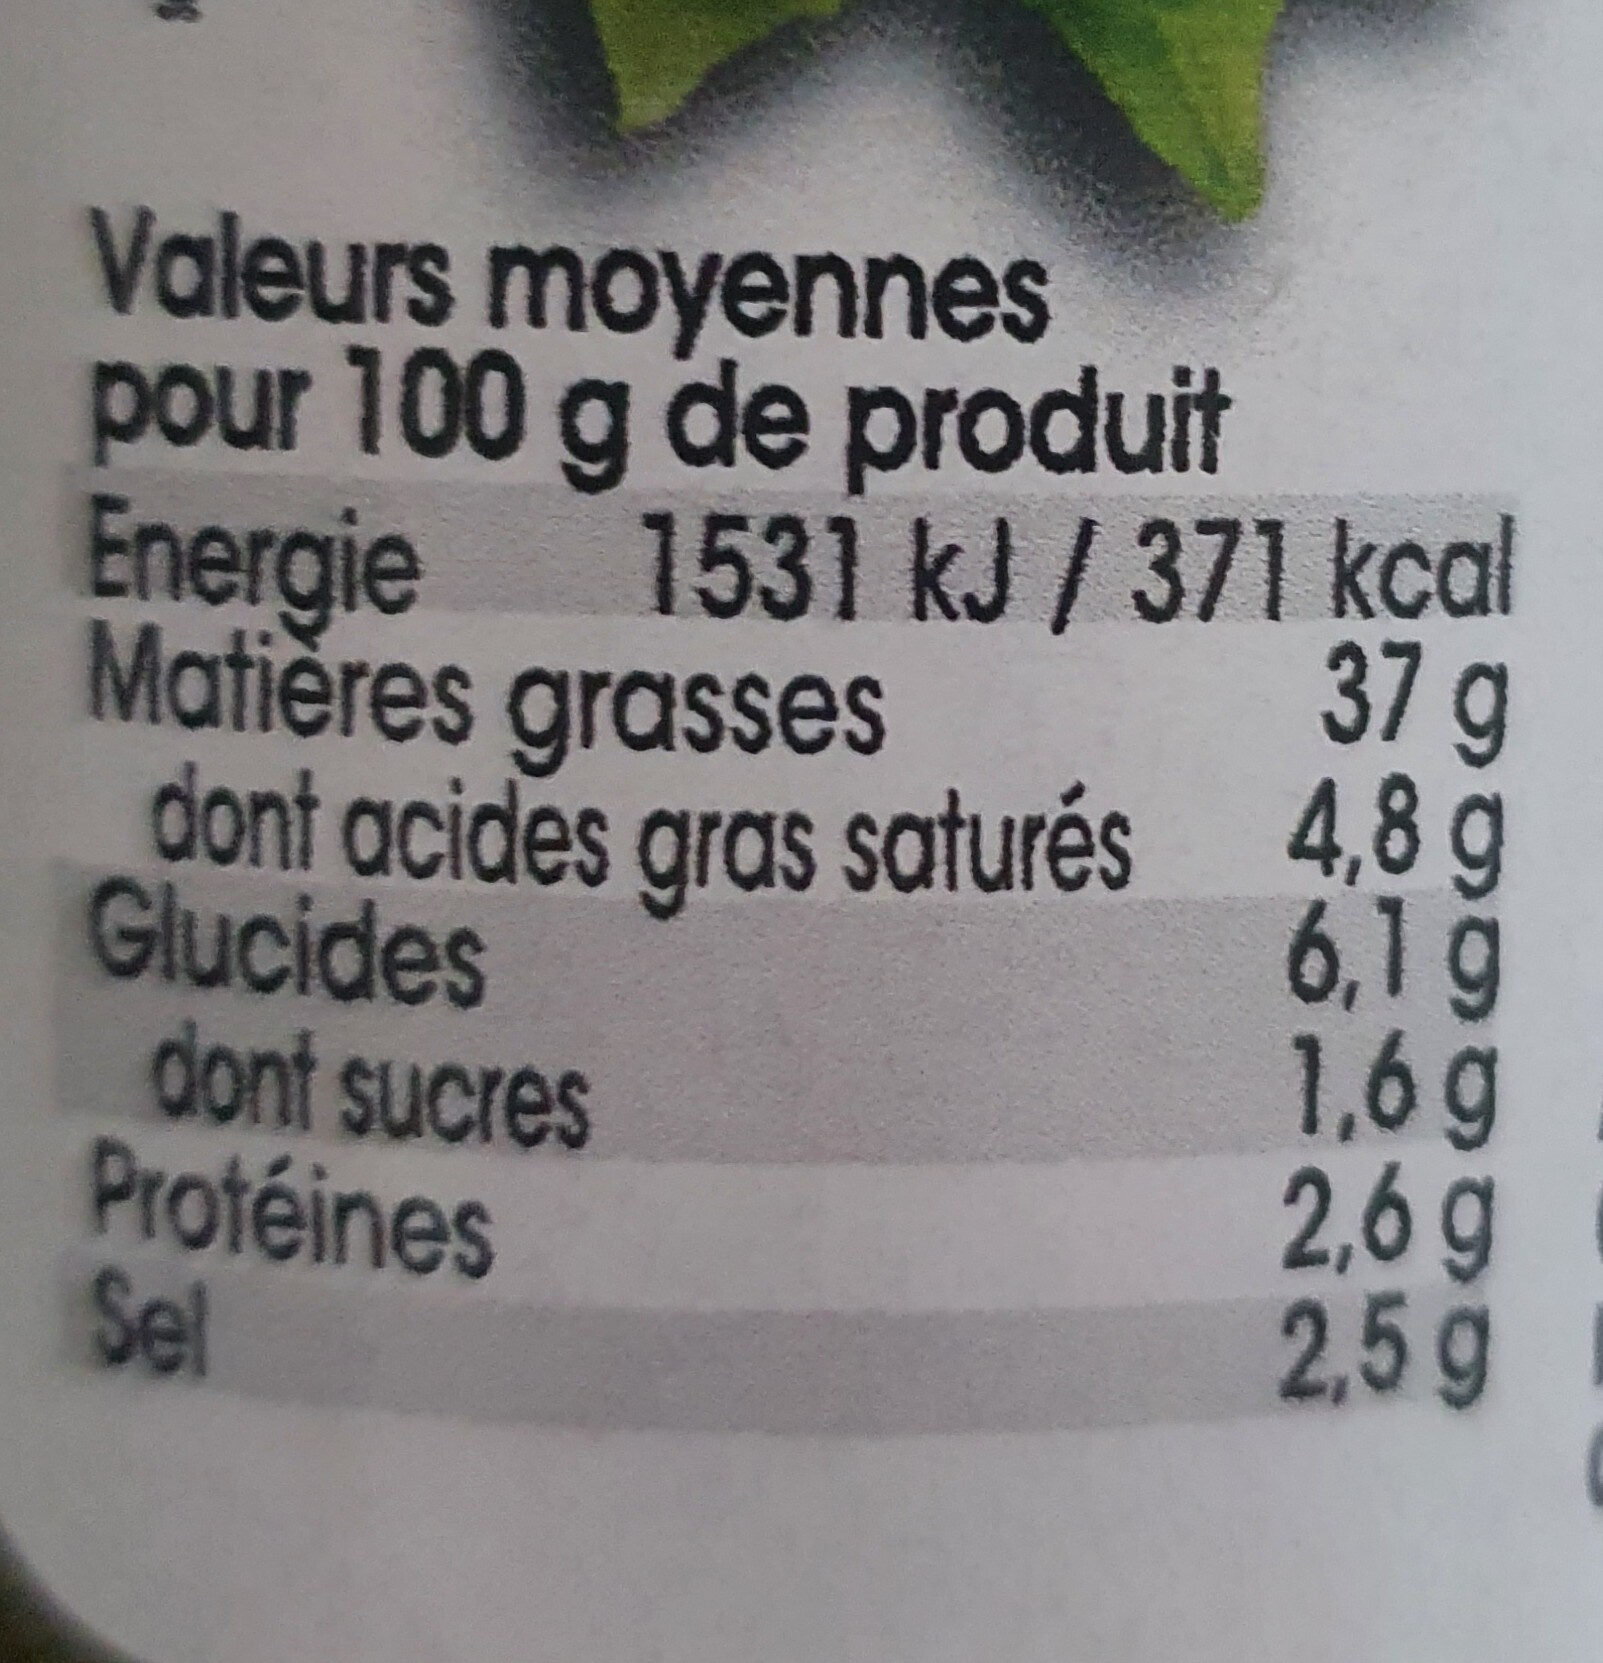 Valeurs moyennes
pour 100 g de produit
Energie 1531 kJ / 371 kcal
Matières grasses 37 g
dont acides gras saturés 4,8 g
Glucides 6,1 g
dont sucres 1,6 g
Protéines 2,6 g
Sel 2,5 g